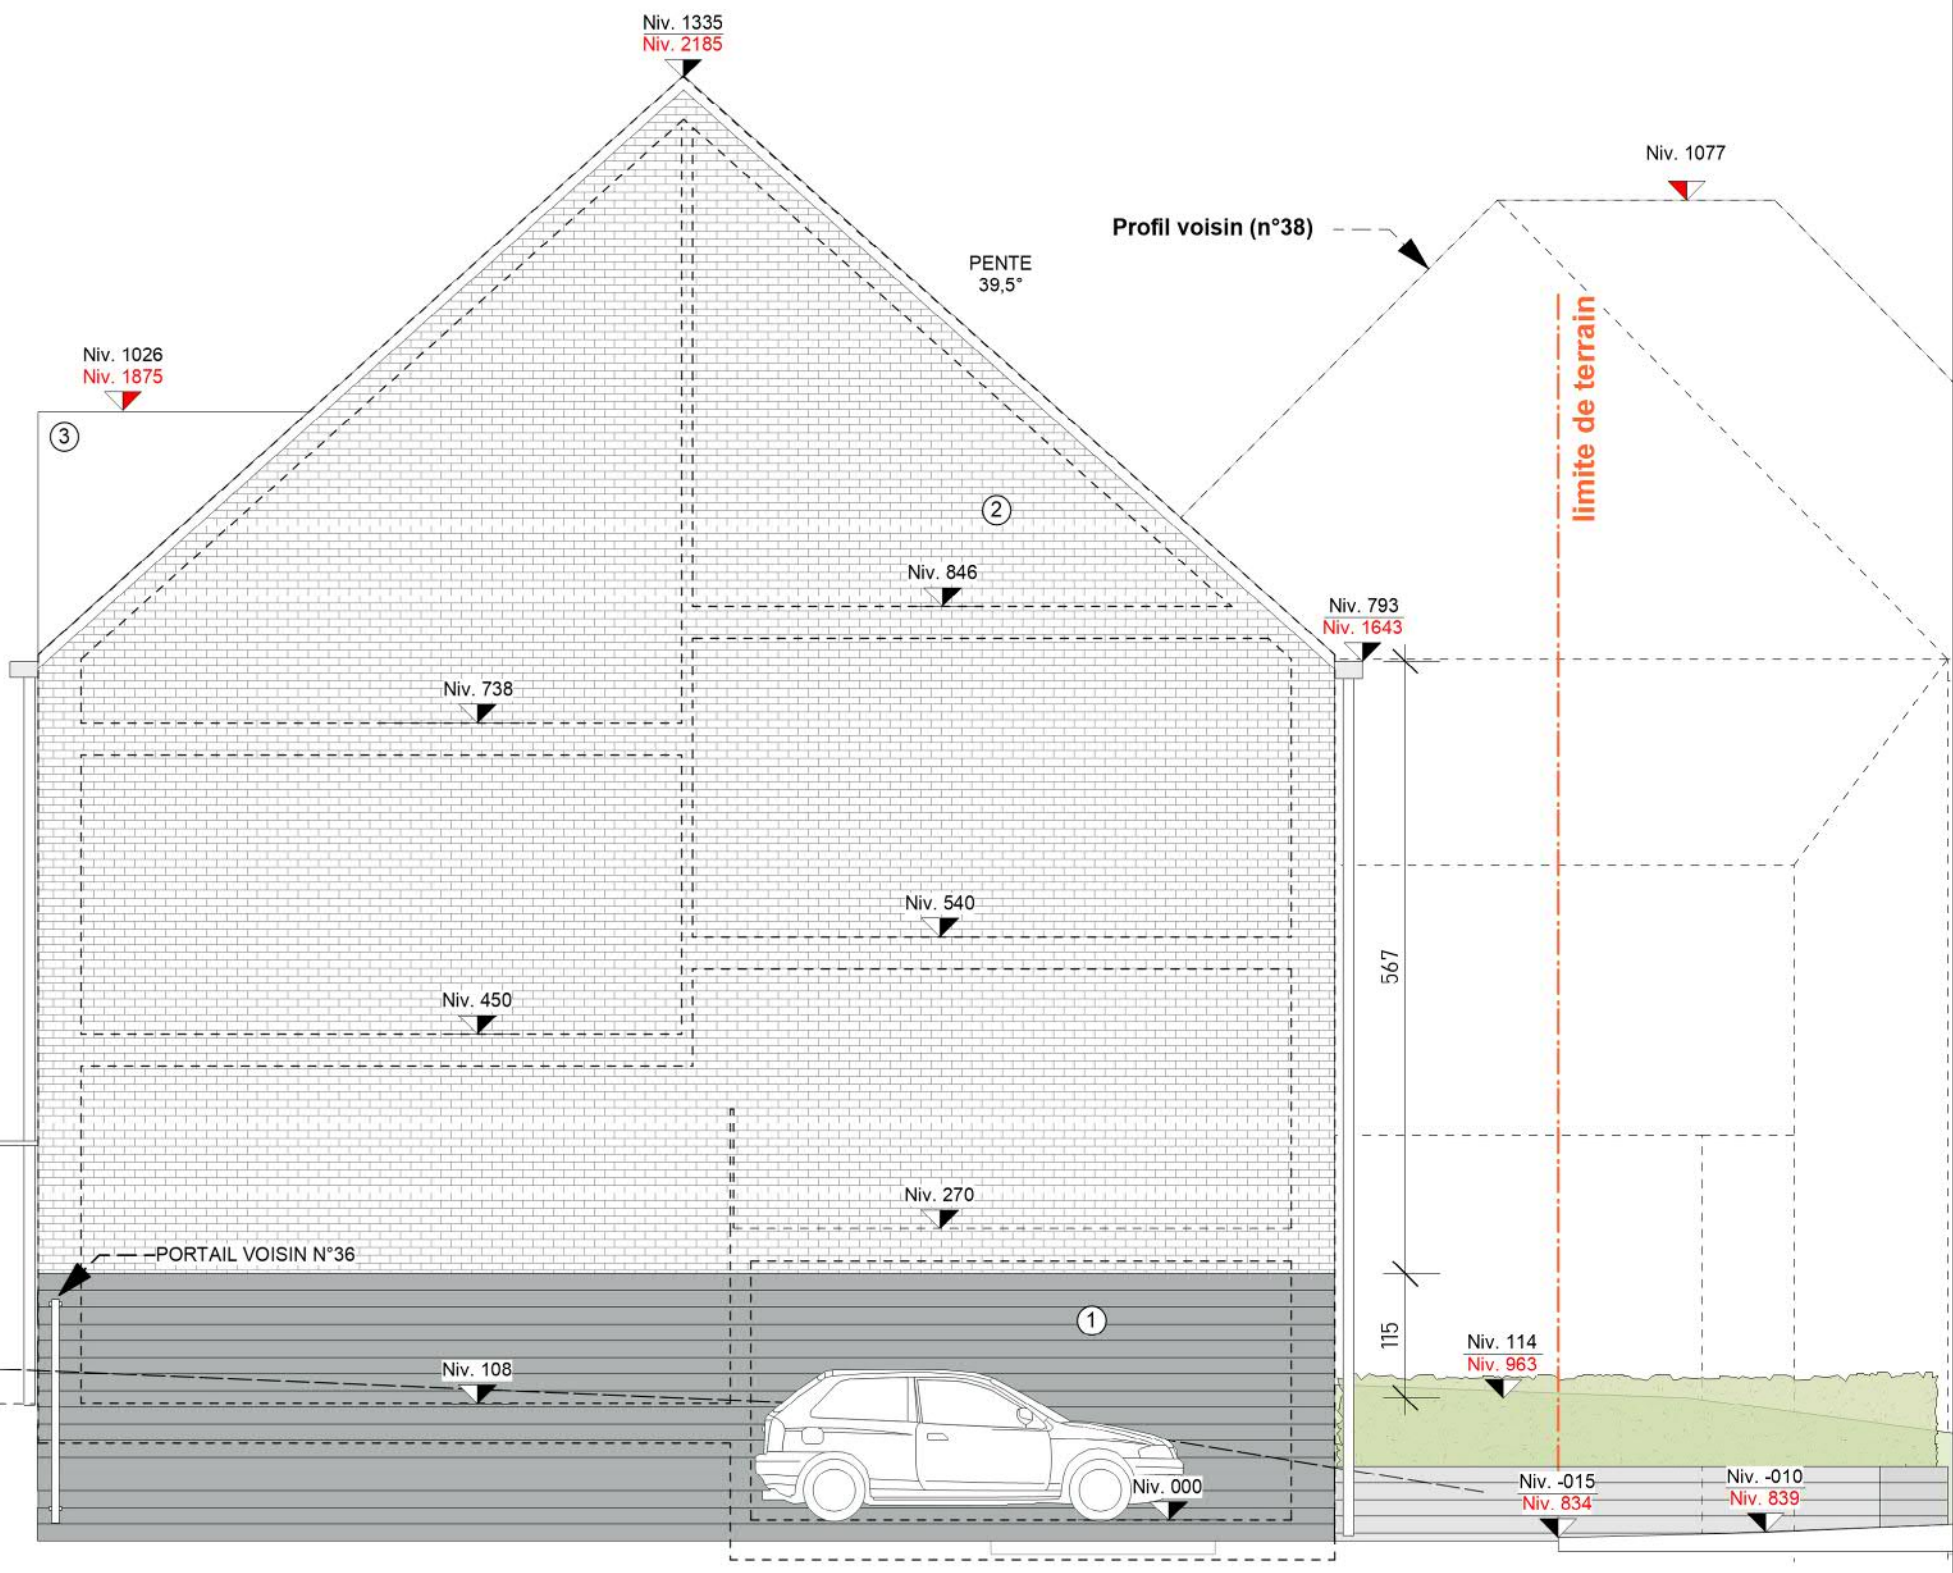 Niv. 1335
Niv. 2185
Niv. 1077
Profil voisin (n°38)
PENTE
39,5°
limite de terrain
Niv. 1026
Niv. 1875
3
2
Niv. 846
Niv. 793
Niv. 1643
Niv. 738
Niv. 540
567
Niv. 450
Niv. 270
PORTAIL VOISIN N°36
1
115
Niv. 114
Niv. 963
Niv. 108
Niv. 000
Niv. -015
Niv. 834
Niv. -010
Niv. 839